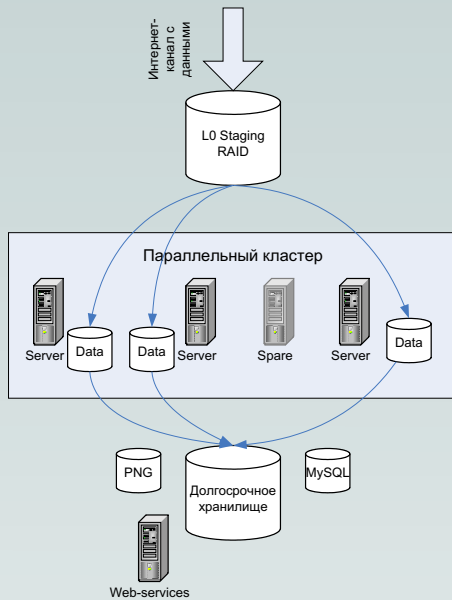 Интернет-
канал с
данными
L0 Staging
RAID
Параллельный кластер
Server
Data
Data
Server
Spare
Server
Data
PNG
Долгосрочное
хранилище
MySQL
Web-services